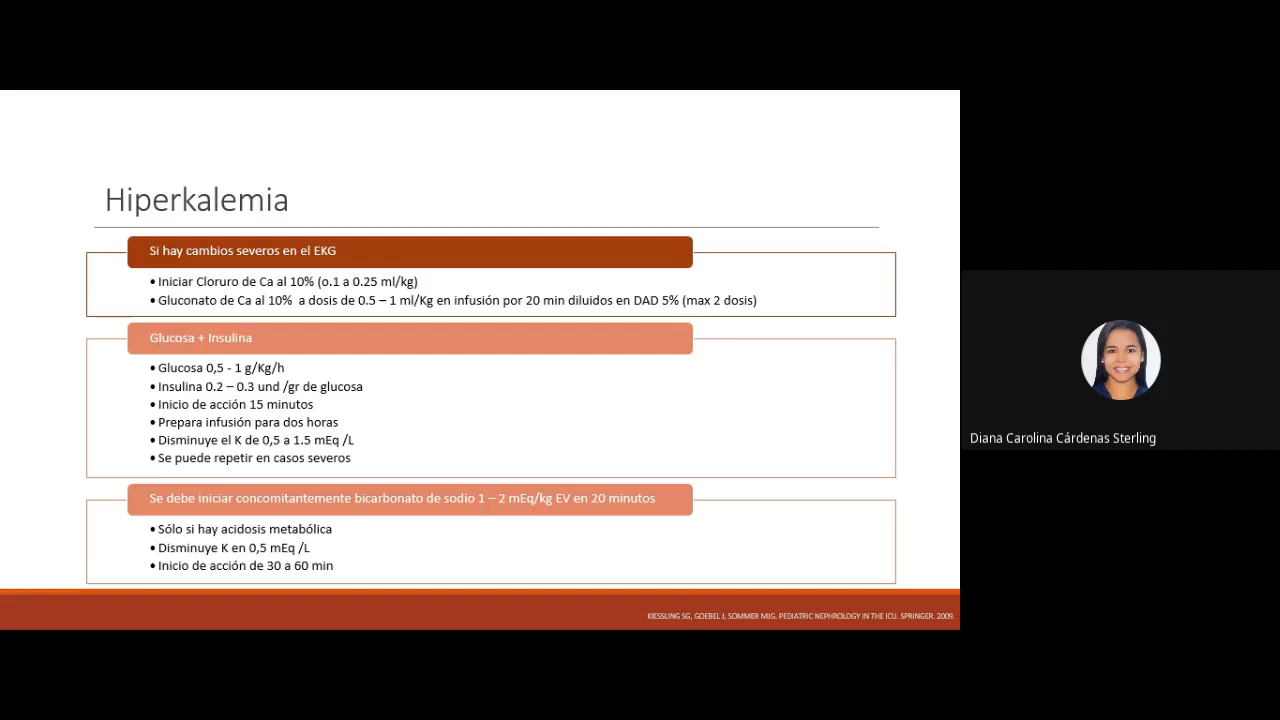 Hiperkalemia
Si hay cambios severos en el EKG
• Iniciar Cloruro de Ca al 10% (o.1 a 0.25 ml/kg)
• Gluconato de Ca al 10% a dosis de 0.5 – 1 ml/Kg en infusión por 20 min diluidos en DAD 5% (max 2 dosis)
Glucosa + Insulina
• Glucosa 0,5 - 1 g/Kg/h
• Insulina 0.2 – 0.3 und /gr de glucosa
• Inicio de acción 15 minutos
• Prepara infusión para dos horas
• Disminuye el K de 0,5 a 1.5 mEq /L
• Se puede repetir en casos severos
Se debe iniciar concomitantemente bicarbonato de sodio 1 – 2 mEq/kg EV en 20 minutos
• Sólo si hay acidosis metabólica
• Disminuye K en 0,5 mEq /L
• Inicio de acción de 30 a 60 min
KIESSLING SG, GOEBEL J, SOMMER MJG. PEDIATRIC NEPHROLOGY IN THE ICU. SPRINGER. 2009.
Diana Carolina Cárdenas Sterling